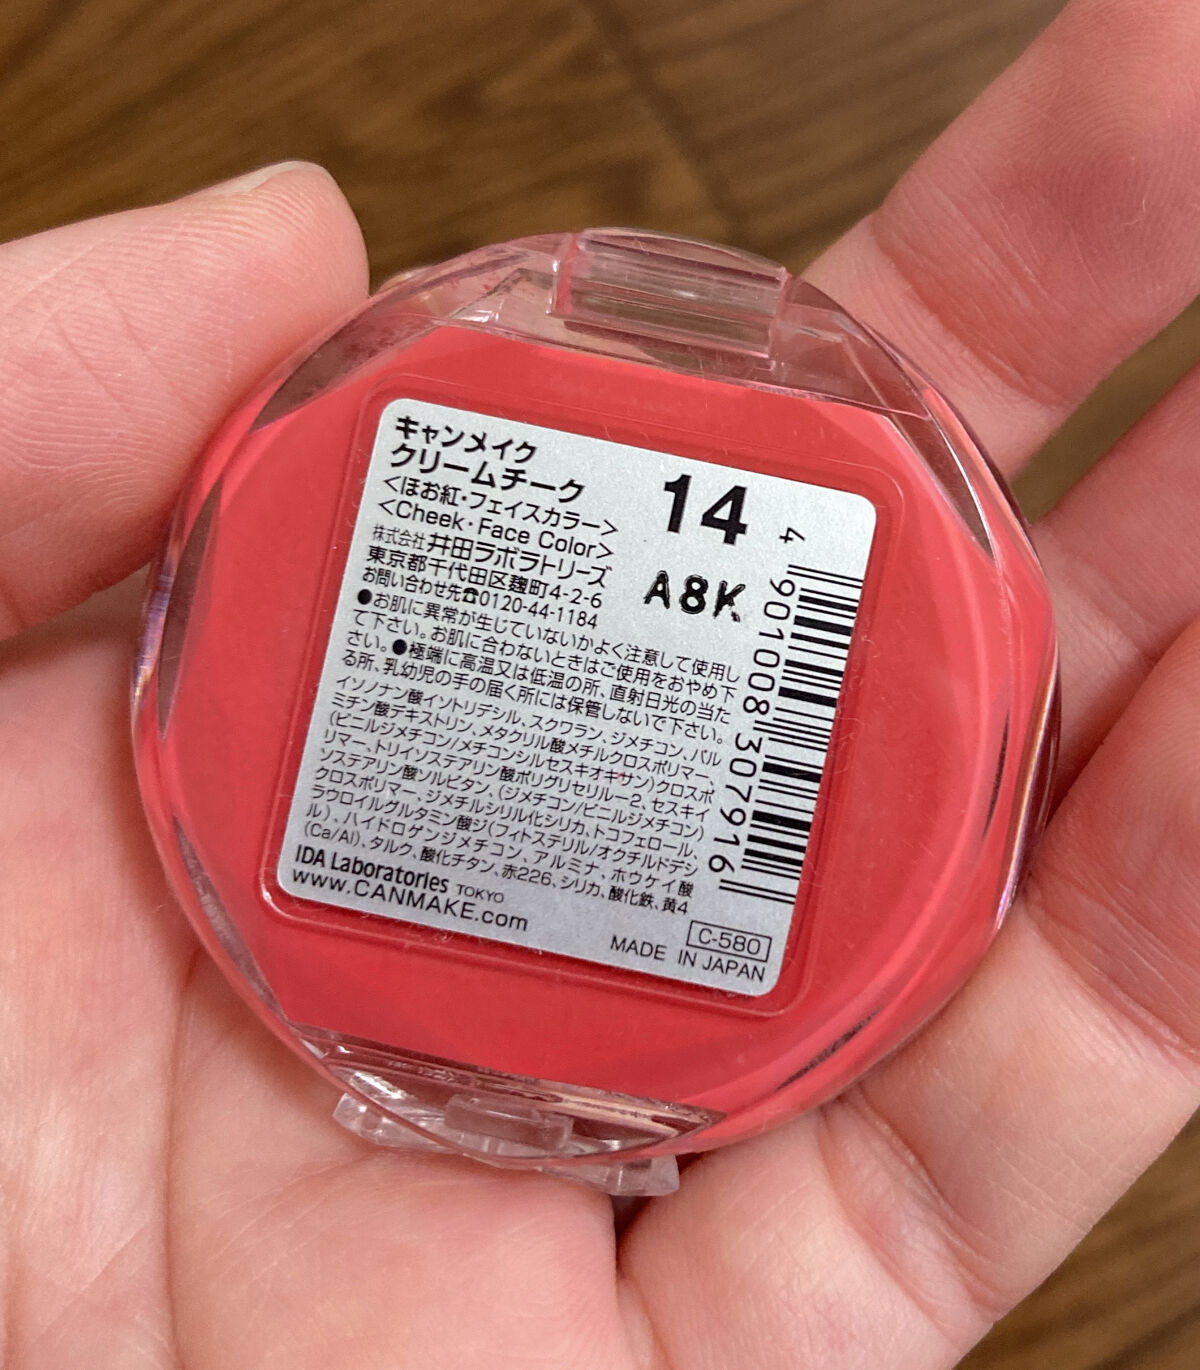 キャンメイク
クリームチーク
<ほお紅・フェイスカラー>
<Cheek・Face Color>
株式会社 井田ラボラトリーズ
東京都千代田区麹町4-2-6
お問い合わせ先☎0120-44-1184
14
A8K
●お肌に異常が生じていないかよく注意して使用し
て下さい。お肌に合わないときはご使用をおやめ下
さい。●極端に高温又は低温の所、直射日光の当た
る所、乳幼児の手の届く所には保管しないで下さい。
イソノナン酸イソトリデシル、スクワラン、ジメチコン、パル
ミチン酸デキストリン、メタクリル酸メチルクロスポリマー、
(ビニルジメチコン/メチコンシルセスキオキサン)クロスポ
リマー、トリイソステアリン酸ポリグリセリル-2、セスキイ
ソステアリン酸ソルビタン、(ジメチコン/ビニルジメチコン)
クロスポリマー、ジメチルシリル化シリカ、トコフェロール、
ラウロイルグルタミン酸ジ(フィトステリル/オクチルドデシ
ル)、ハイドロゲンジメチコン、アルミナ、ホウケイ酸
(Ca/Al)、タルク、酸化チタン、赤226、シリカ、酸化鉄、黄4
IDA Laboratories TOKYO
www.CANMAKE.com
C-580
MADE IN JAPAN
4 901008 307916